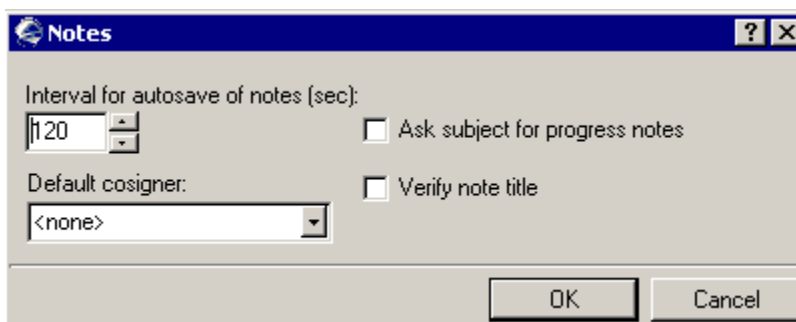 Notes
Interval for autosave of notes (sec):
120
Ask subject for progress notes
Default cosigner:
Verify note title
<none>
OK
Cancel